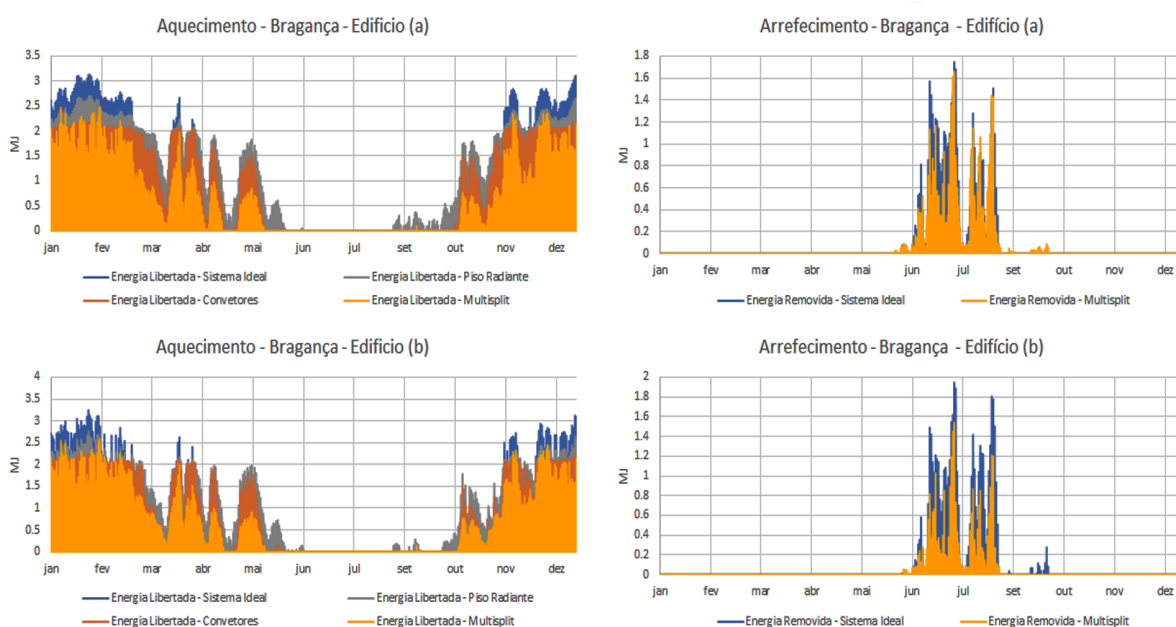 Aquecimento - Bragança - Edificio (a)
3.5
3
2.5
2
1.5
1
0.5
0
MJ
jan fev mar abr mai jun jul set out nov dez
Energia Libertada - Sistema Ideal Energia Libertada - Piso Radiante
Energia Libertada - Convetores Energia Libertada - Multisplit
Arrefecimento - Bragança - Edifício (a)
1.8
1.6
1.4
1.2
1
0.8
0.6
0.4
0.2
0
MJ
jan fev mar abr mai jun jul set out nov dez
Energia Removida - Sistema Ideal Energia Removida - Multisplit
Aquecimento - Bragança - Edificio (b)
4
3.5
3
2.5
2
1.5
1
0.5
0
MJ
jan fev mar abr mai jun jul set out nov dez
Energia Libertada - Sistema Ideal Energia Libertada - Piso Radiante
Energia Libertada - Convetores Energia Libertada - Multisplit
Arrefecimento - Bragança - Edifício (b)
2
1.8
1.6
1.4
1.2
1
0.8
0.6
0.4
0.2
0
MJ
jan fev mar abr mai jun jul set out nov dez
Energia Removida - Sistema Ideal Energia Removida - Multisplit